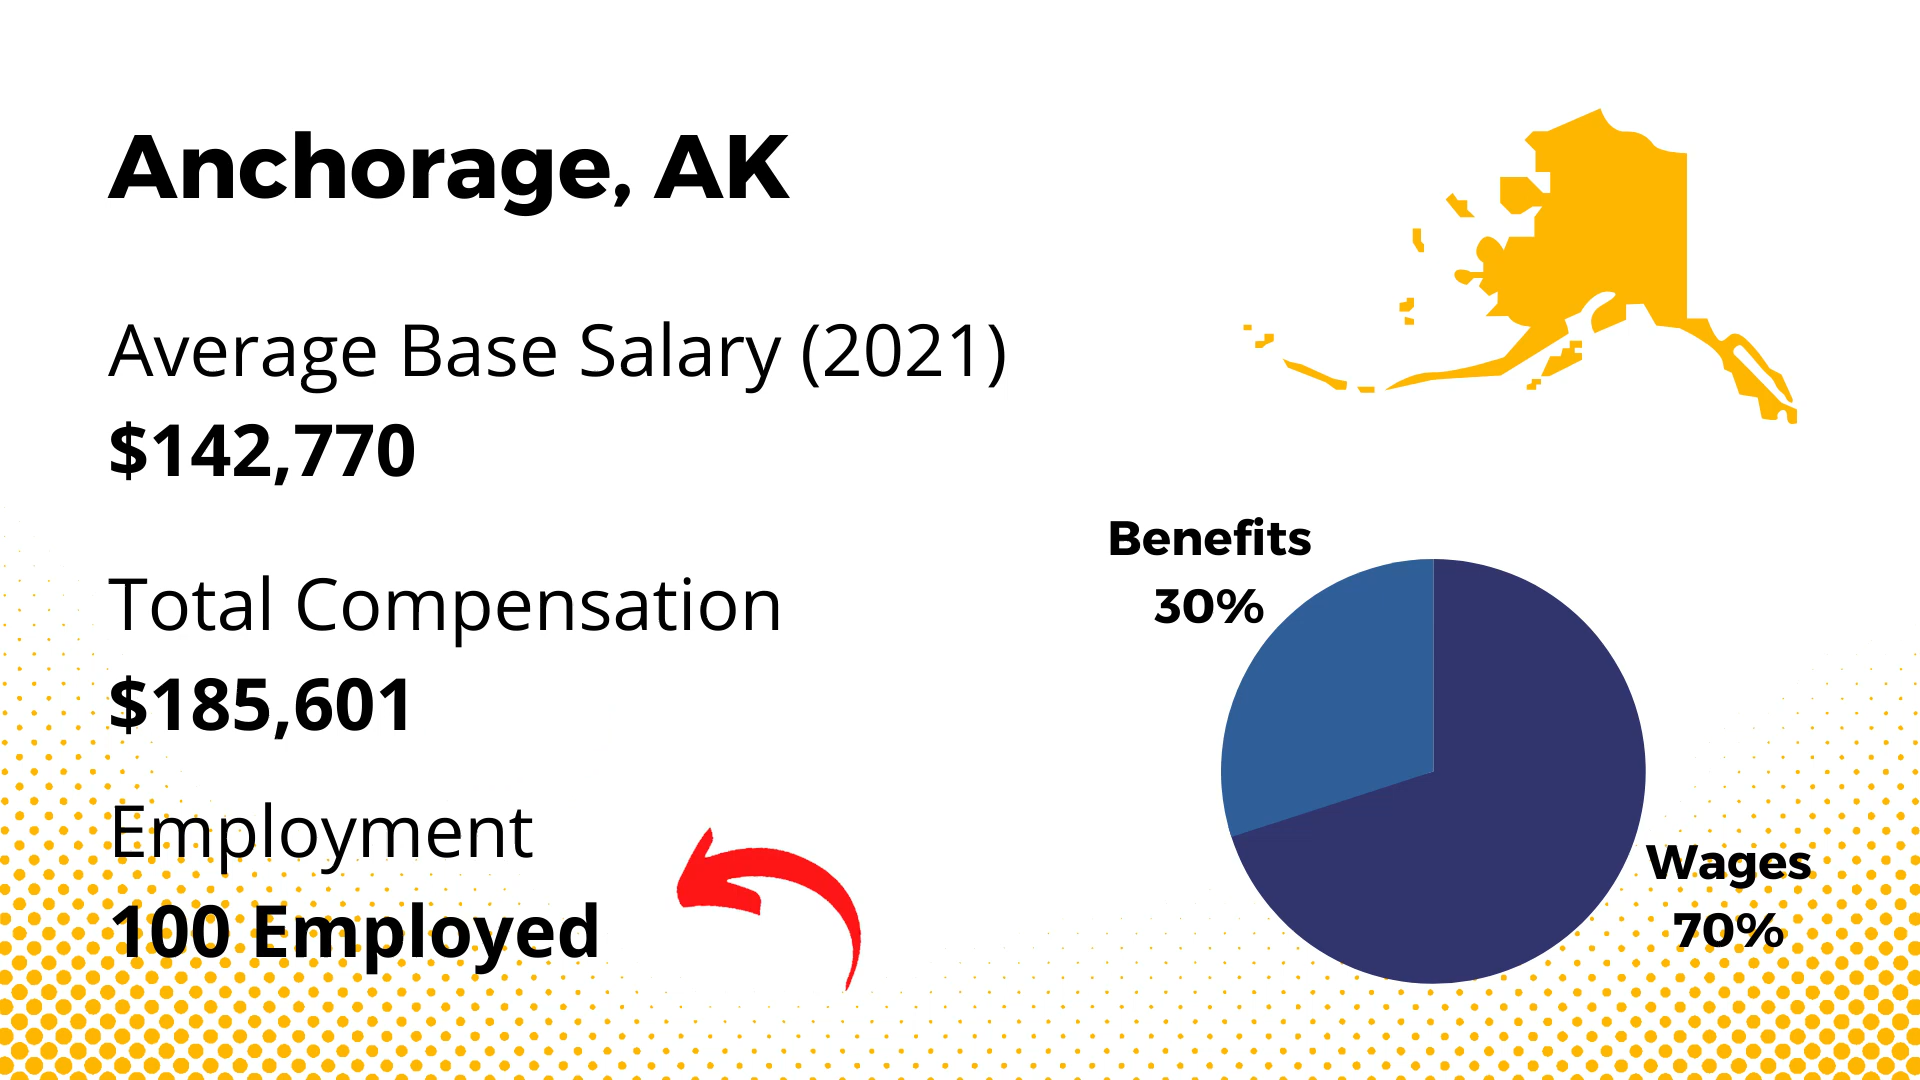 Anchorage, AK
Average Base Salary (2021)
$142,770
Total Compensation
$185,601
Employment
100 Employed
Benefits
30%
Wages
70%